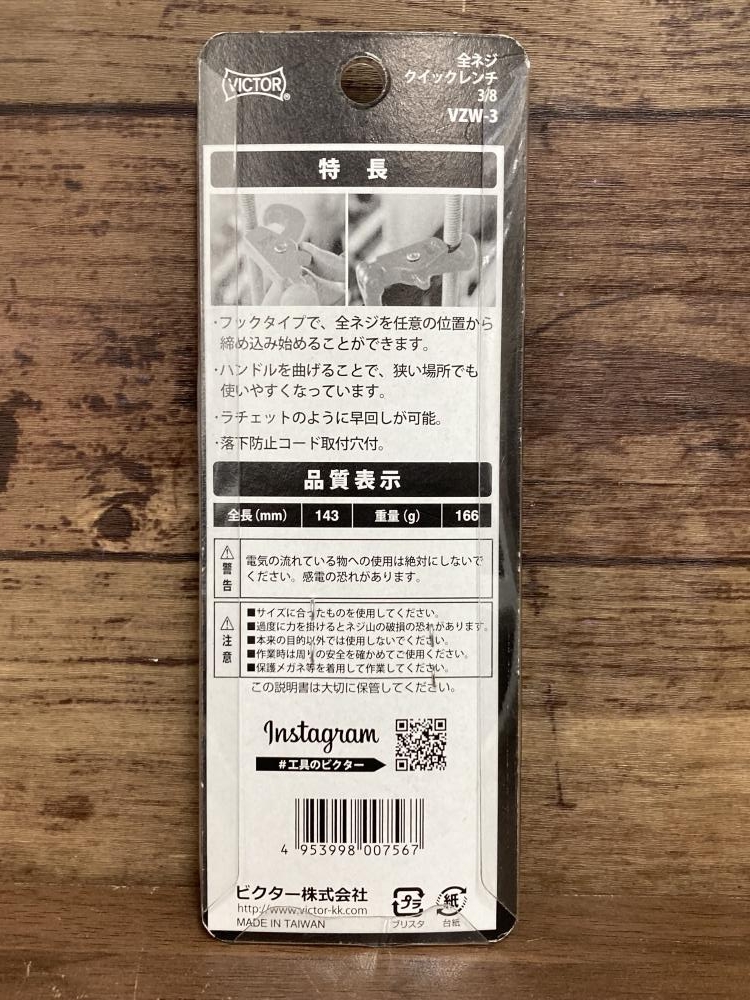 VICTOR®
全ネジ
クイックレンチ
3/8
VZW-3
特 長
・フックタイプで、全ネジを任意の位置から
締め込み始めることができます。
・ハンドルを曲げることで、狭い場所でも
使いやすくなっています。
・ラチェットのように早回しが可能。
・落下防止コード取付穴付。
品質表示
全長(mm) 143 重量(g) 166
警告
電気の流れている物への使用は絶対にしないで
ください。感電の恐れがあります。
注意
■サイズに合ったものを使用してください。
■過度に力を掛けるとネジ山の破損の恐れがあります。
■本来の目的以外では使用しないでください。
■作業時は周りの安全を確かめてご使用ください。
■保護メガネ等を着用して作業してください。
この説明書は大切に保管してください。
Instagram
#工具のビクター
4 953998 007567
ビクター株式会社
http://www.victor-kk.com
MADE IN TAIWAN
プラ
ブリスタ
紙
台紙